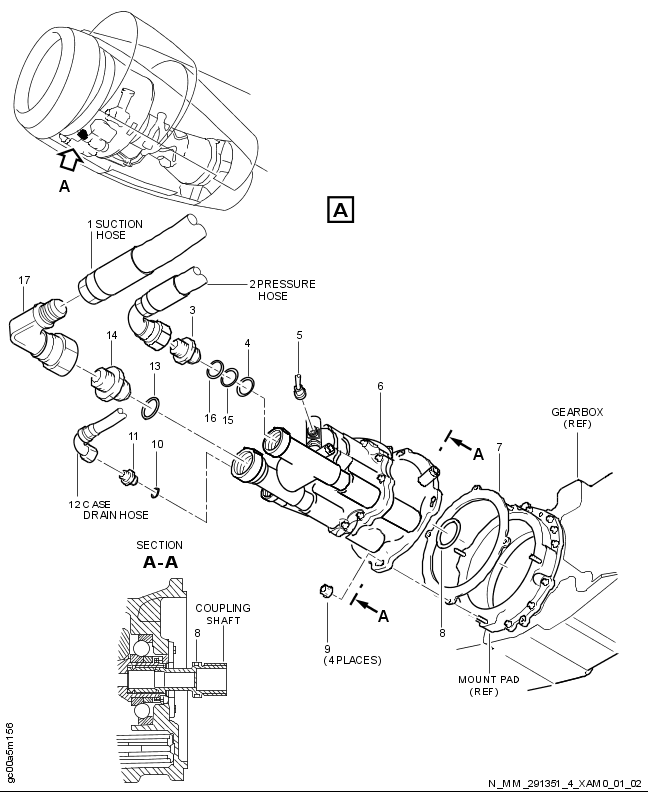 A
A
1 SUCTION
HOSE
17
2 PRESSURE
HOSE
3
14
4
5
13
6
16
15
GEARBOX
(REF)
7
A
11
10
12 CASE
DRAIN HOSE
SECTION
A-A
COUPLING
SHAFT
8
9
(4 PLACES)
A
8
MOUNT PAD
(REF)
gc00a5m156
N_MM_291351_4_XAM0_01_02